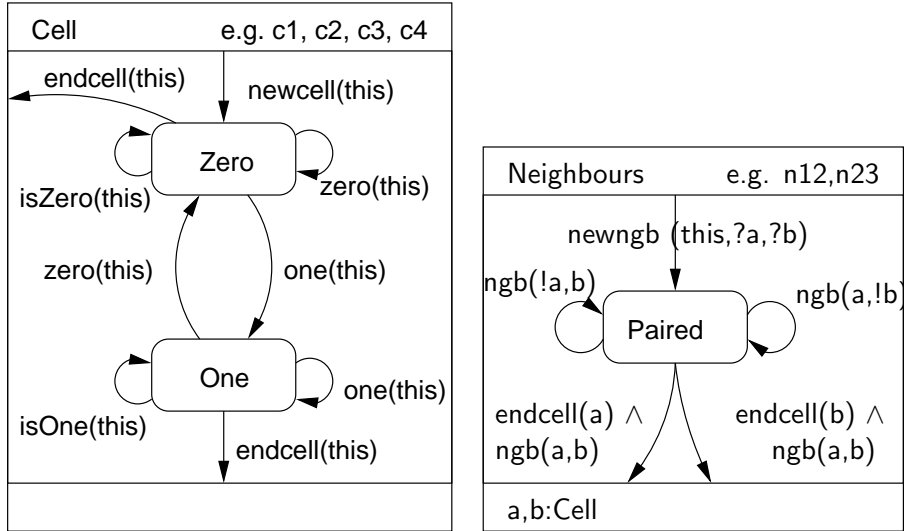 Cell e.g. c1, c2, c3, c4
endcell(this)
newcell(this)
Zero
isZero(this)
zero(this)
zero(this)
one(this)
One
isOne(this)
one(this)
endcell(this)
Neighbours e.g. n12,n23
newngb (this,?a,?b)
ngb(!a,b)
ngb(a,!b)
Paired
endcell(a) ∧
ngb(a,b)
endcell(b) ∧
ngb(a,b)
a,b:Cell